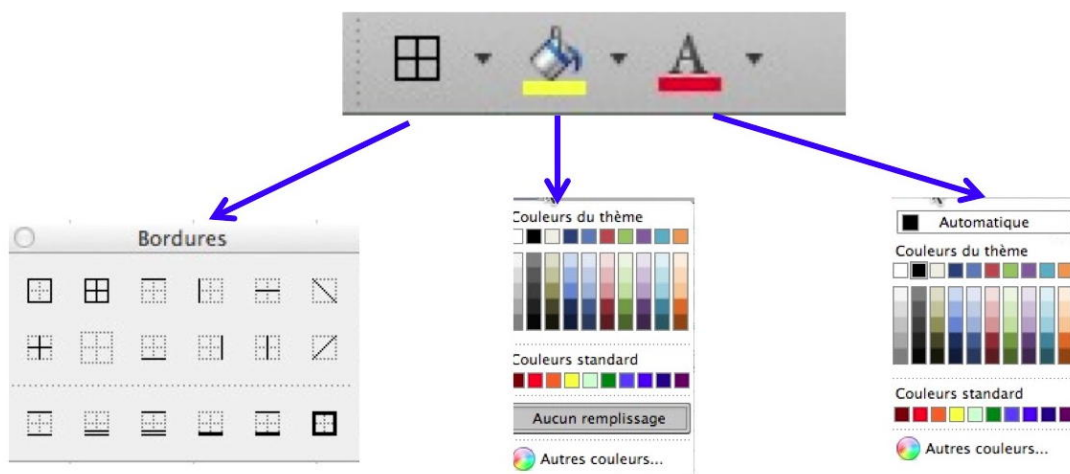 A
Bordures
Couleurs du thème
Couleurs standard
Aucun remplissage
Autres couleurs...
Automatique
Couleurs du thème
Couleurs standard
Autres couleurs...